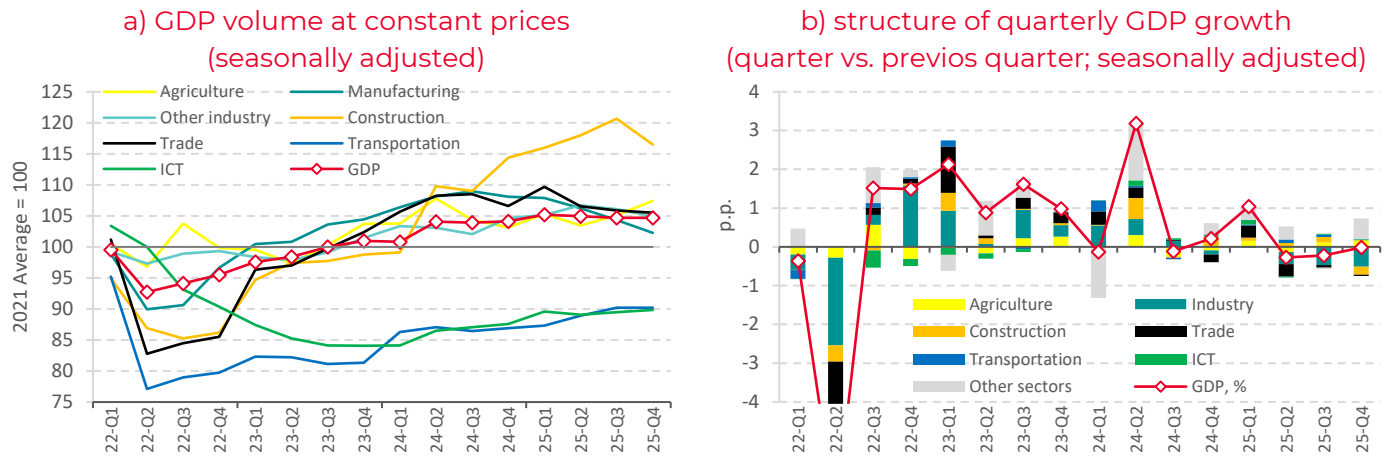 a) GDP volume at constant prices
(seasonally adjusted)
2021 Average = 100
125
120
115
110
105
100
95
90
85
80
75
Agriculture
Manufacturing
Other industry
Construction
Trade
Transportation
ICT
GDP
22-Q1
22-Q2
22-Q3
22-Q4
23-Q1
23-Q2
23-Q3
23-Q4
24-Q1
24-Q2
24-Q3
24-Q4
25-Q1
25-Q2
25-Q3
25-Q4
b) structure of quarterly GDP growth
(quarter vs. previos quarter; seasonally adjusted)
p.p.
4
3
2
1
0
-1
-2
-3
-4
Agriculture
Industry
Construction
Trade
Transportation
ICT
Other sectors
GDP, %
22-Q1
22-Q2
22-Q3
22-Q4
23-Q1
23-Q2
23-Q3
23-Q4
24-Q1
24-Q2
24-Q3
24-Q4
25-Q1
25-Q2
25-Q3
25-Q4